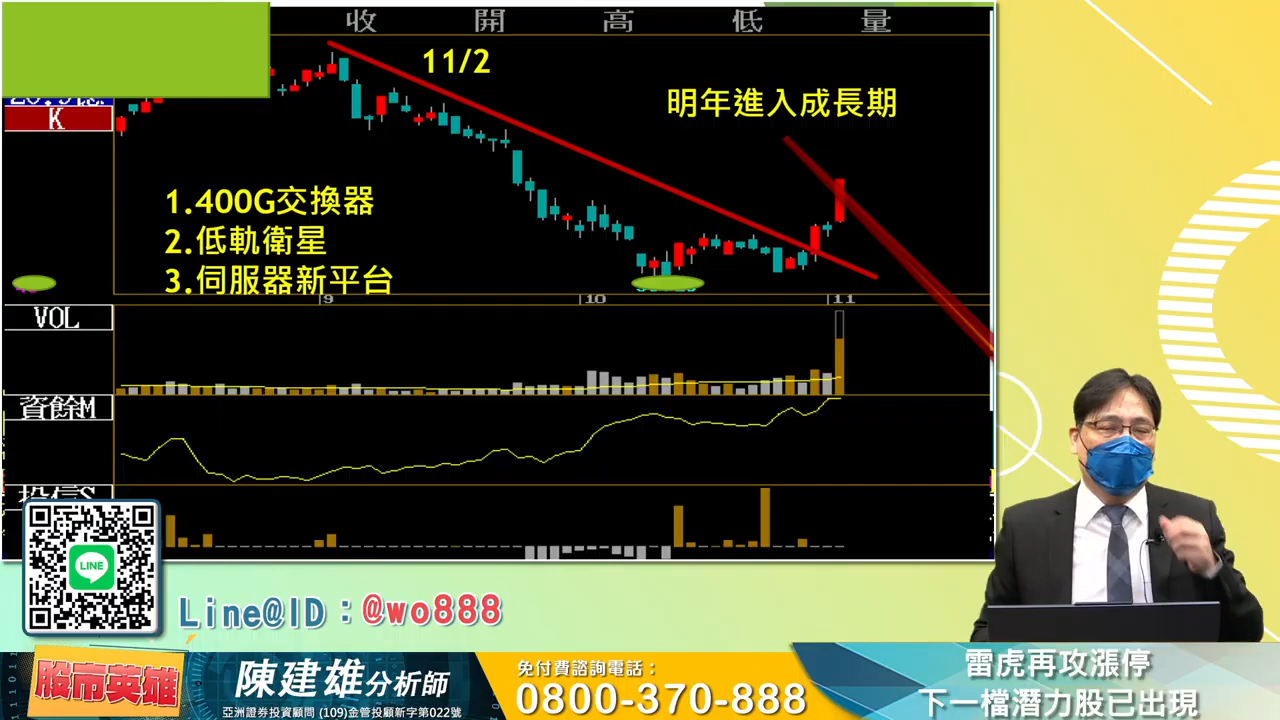 收 開 高 低 量
11/2
明年進入成長期
K
1.400G交換器
2.低軌衛星
3.伺服器新平台
9 10 11
VOL
資餘M
投信S
LINE
Line@ID：@wo888
股市英雄
陳建雄分析師
亞洲證券投資顧問 (109)金管投顧新字第022號
免付費諮詢電話：
0800-370-888
雷虎再攻漲停
下一檔潛力股已出現